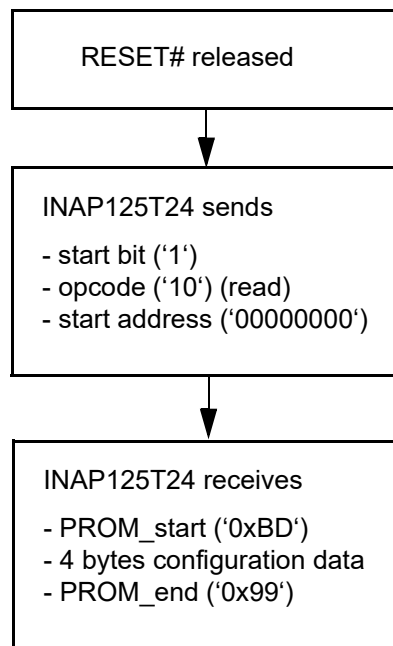 RESET# released
INAP125T24 sends
- start bit (‘1‘)
- opcode (‘10‘) (read)
- start address (‘00000000‘)
INAP125T24 receives
- PROM_start (‘0xBD‘)
- 4 bytes configuration data
- PROM_end (‘0x99‘)